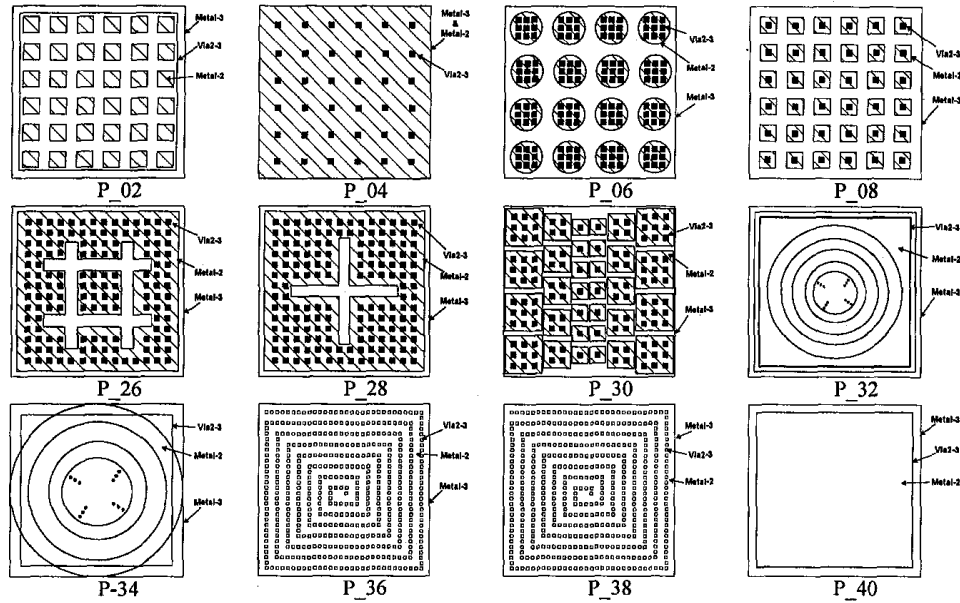 Metal-3
Via2-3
Metal-2
P_02
Metal-3
&
Metal-2
Via2-3
P_04
Via2-3
Metal-2
Metal-3
P_06
Via2-3
Metal-2
Metal-3
P_08
Via2-3
Metal-2
Metal-3
P_26
Via2-3
Metal-2
Metal-3
P_28
Via2-3
Metal-2
Metal-3
P_30
Via2-3
Metal-2
Metal-3
P_32
Via2-3
Metal-2
Metal-3
P-34
Via2-3
Metal-2
Metal-3
P_36
Metal-3
Via2-3
Metal-2
P_38
Metal-3
Via2-3
Metal-2
P_40